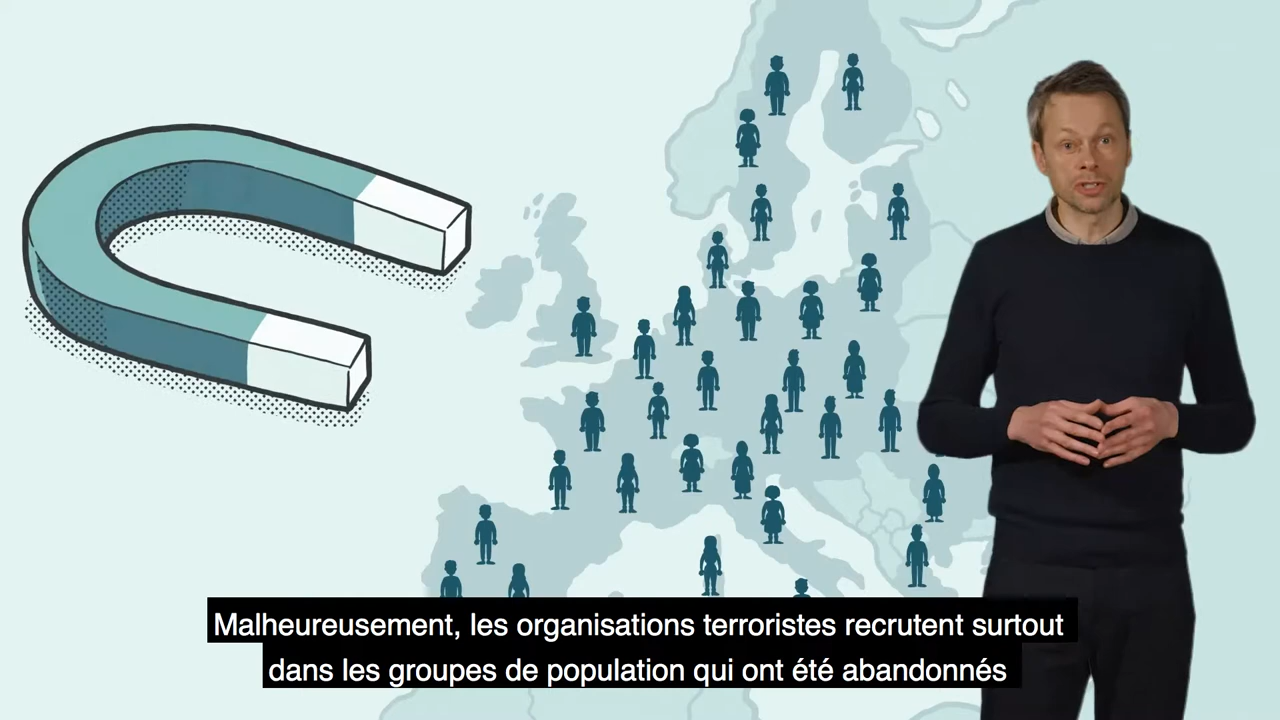 Malheureusement, les organisations terroristes recrutent surtout
dans les groupes de population qui ont été abandonnés